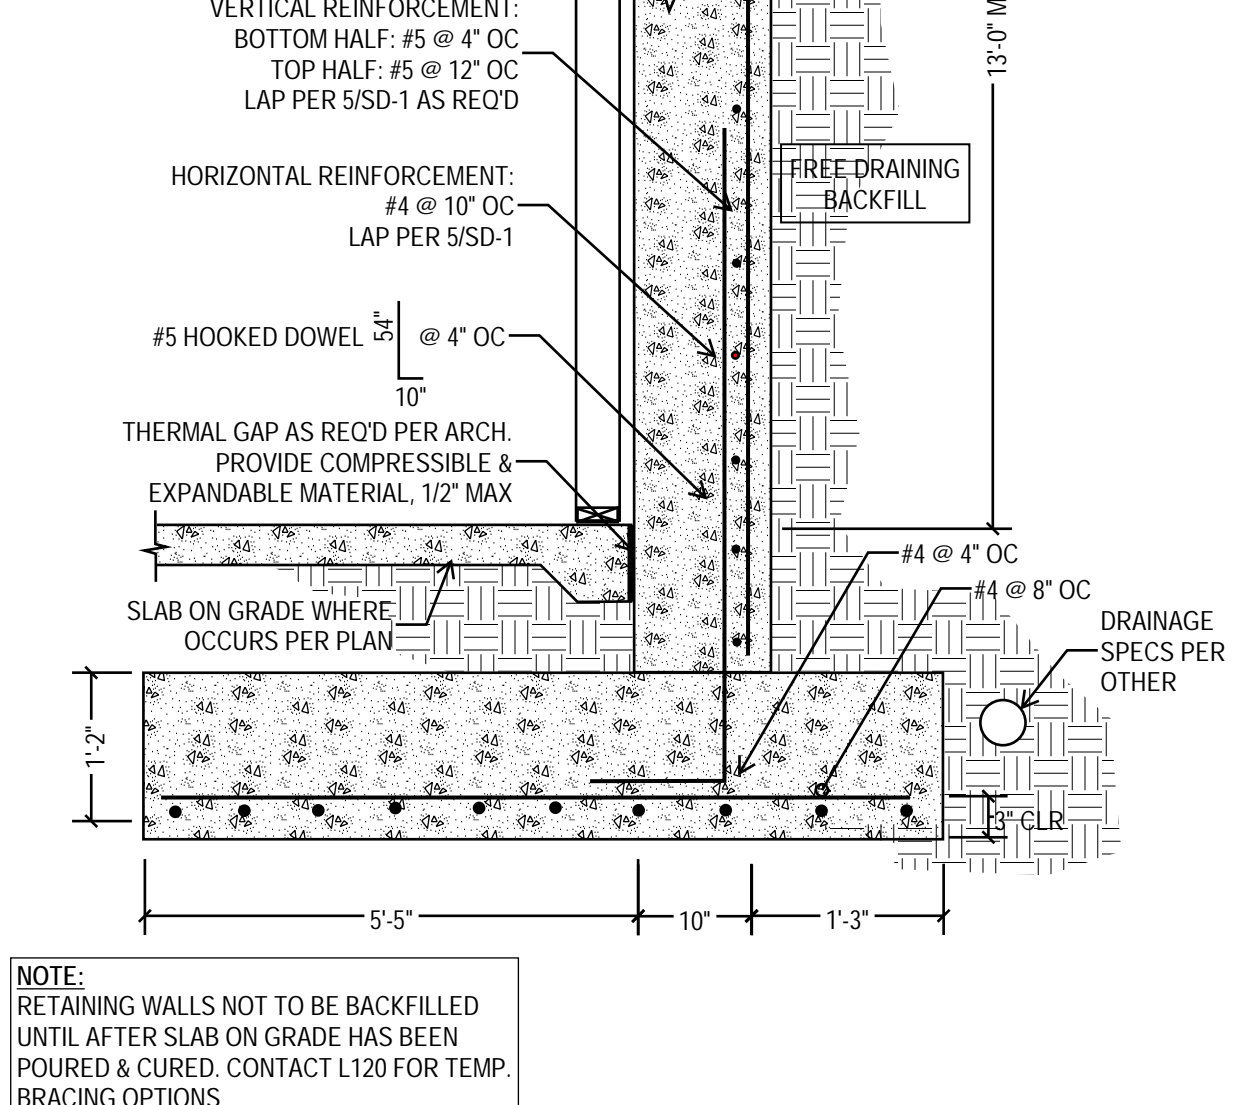 VERTICAL REINFORCEMENT:
BOTTOM HALF: #5 @ 4" OC
TOP HALF: #5 @ 12" OC
LAP PER 5/SD-1 AS REQ'D
13'-0" M
FREE DRAINING
BACKFILL
HORIZONTAL REINFORCEMENT:
#4 @ 10" OC
LAP PER 5/SD-1
#5 HOOKED DOWEL 54" @ 4" OC
10"
THERMAL GAP AS REQ'D PER ARCH.
PROVIDE COMPRESSIBLE &
EXPANDABLE MATERIAL, 1/2" MAX
#4 @ 4" OC
#4 @ 8" OC
SLAB ON GRADE WHERE
OCCURS PER PLAN
DRAINAGE
SPECS PER
OTHER
1'-2"
3" CLR
5'-5" 10" 1'-3"
NOTE:
RETAINING WALLS NOT TO BE BACKFILLED
UNTIL AFTER SLAB ON GRADE HAS BEEN
POURED & CURED. CONTACT L120 FOR TEMP.
BRACING OPTIONS